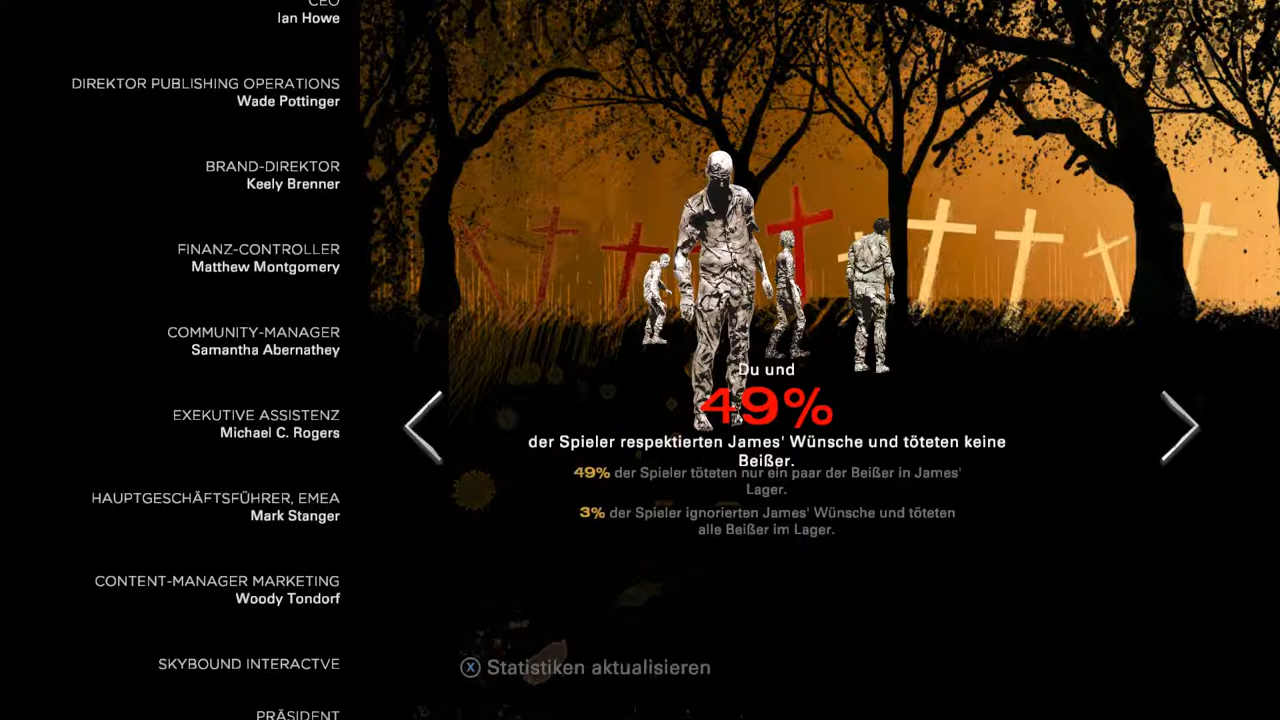 CEO
Ian Howe
DIREKTOR PUBLISHING OPERATIONS
Wade Pottinger
BRAND-DIREKTOR
Keely Brenner
FINANZ-CONTROLLER
Matthew Montgomery
COMMUNITY-MANAGER
Samantha Abernathey
EXEKUTIVE ASSISTENZ
Michael C. Rogers
HAUPTGESCHÄFTSFÜHRER, EMEA
Mark Stanger
CONTENT-MANAGER MARKETING
Woody Tondorf
SKYBOUND INTERACTVE
PRÄSIDENT
Du und
49%
der Spieler respektierten James' Wünsche und töteten keine
Beißer.
49% der Spieler töteten nur ein paar der Beißer in James'
Lager.
3% der Spieler ignorierten James' Wünsche und töteten
alle Beißer im Lager.
X Statistiken aktualisieren